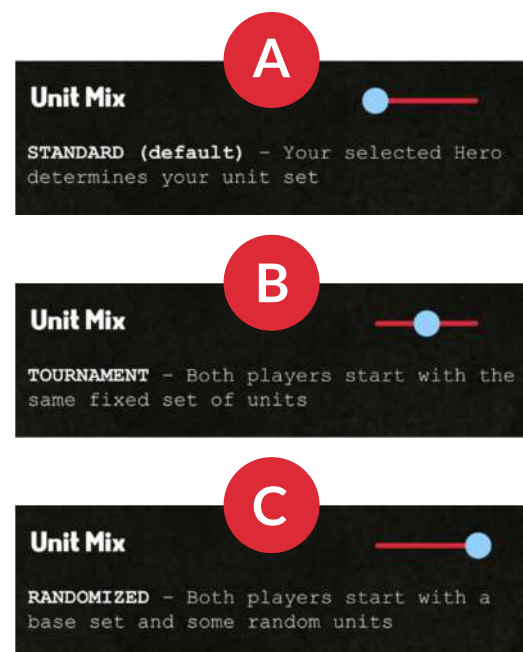 A
Unit Mix
STANDARD (default) – Your selected Hero
determines your unit set
B
Unit Mix
TOURNAMENT – Both players start with the
same fixed set of units
C
Unit Mix
RANDOMIZED – Both players start with a
base set and some random units